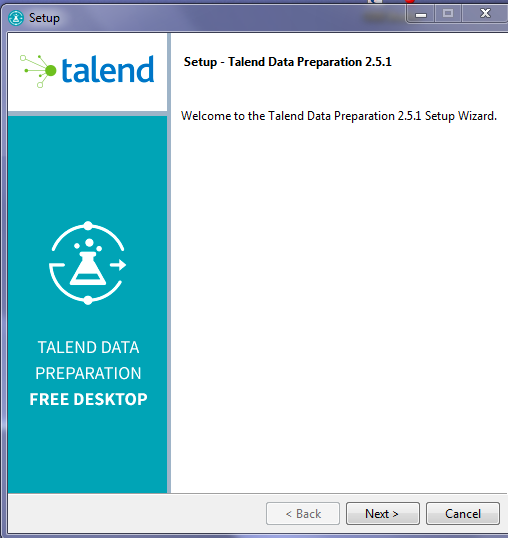 Setup
talend
Setup - Talend Data Preparation 2.5.1
Welcome to the Talend Data Preparation 2.5.1 Setup Wizard.
TALEND DATA
PREPARATION
FREE DESKTOP
< Back
Next >
Cancel